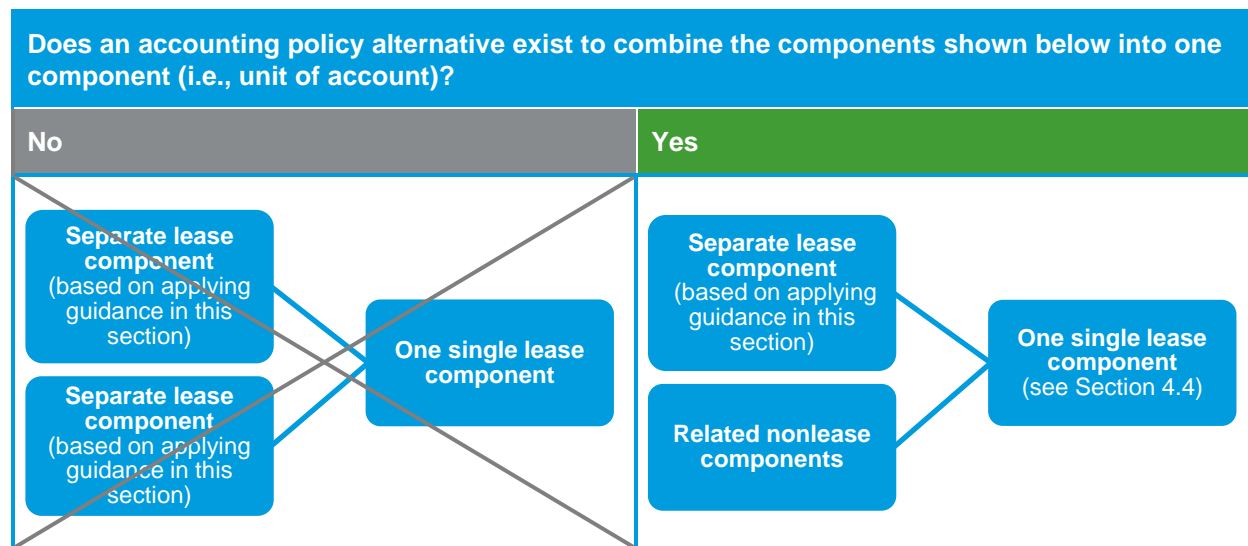 Does an accounting policy alternative exist to combine the components shown below into one
component (i.e., unit of account)?
No
Yes
Separate lease
component
(based on applying
guidance in this
section)
Separate lease
component
(based on applying
guidance in this
section)
One single lease
component
Separate lease
component
(based on applying
guidance in this
section)
Related nonlease
components
One single lease
component
(see Section 4.4)